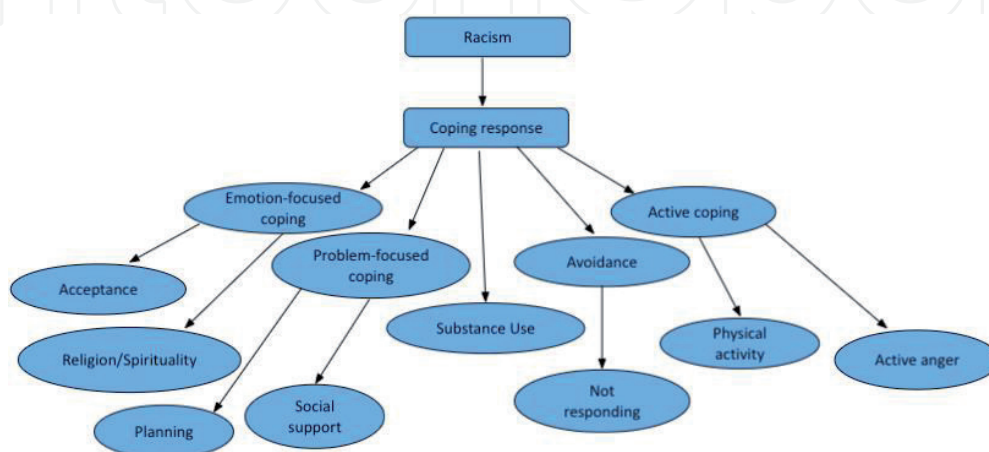 Racism
Coping response
Emotion-focused
coping
Active coping
Problem-focused
coping
Avoidance
Acceptance
Substance Use
Physical
activity
Religion/Spirituality
Active anger
Not
responding
Social
support
Planning